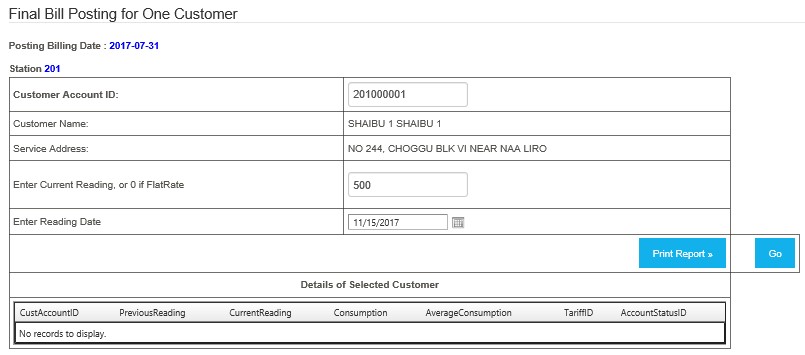 Final Bill Posting for One Customer
Posting Billing Date : 2017-07-31
Station 201
Customer Account ID: 201000001
Customer Name: SHAIBU 1 SHAIBU 1
Service Address: NO 244, CHOGGU BLK VI NEAR NAA LIRO
Enter Current Reading, or 0 if FlatRate 500
Enter Reading Date 11/15/2017
Print Report » Go
Details of Selected Customer
CustAccountID PreviousReading CurrentReading Consumption AverageConsumption TariffID AccountStatusID
No records to display.